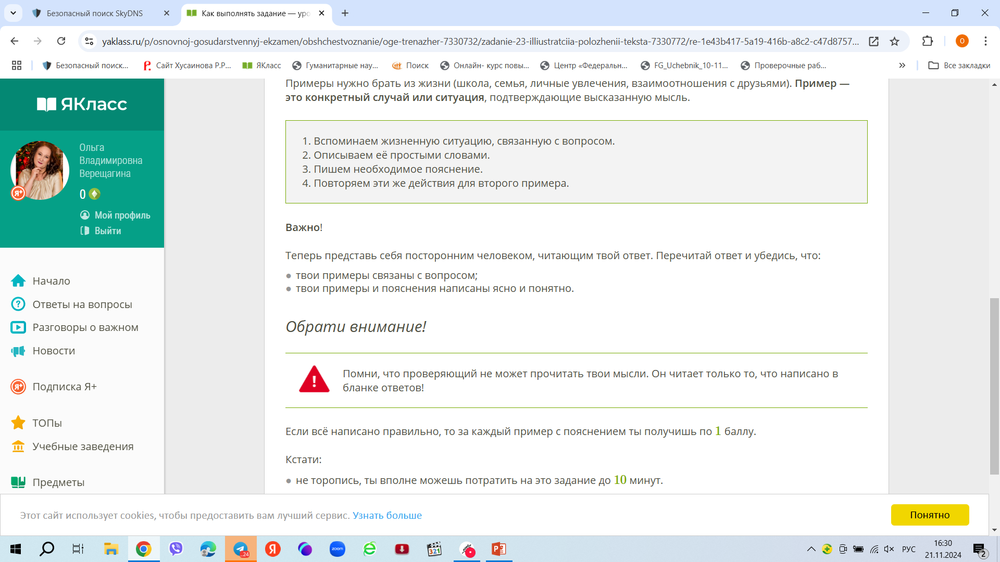 Безопасный поиск SkyDNS
Как выполнять задание — уро
yaklass.ru/p/osnovnoj-gosudarstvennyj-ekzamen/obshchestvoznanie/oge-trenazher-7330732/zadanie-23-illiustratciia-polozhenii-teksta-7330772/re-1e43b417-5a19-416b-a8c2-c47d8757...
О
Безопасный поиск...
Сайт Хусаинова Р.Р...
ЯКласс
Гуманитарные нау...
Поиск
Онлайн- курс повы...
Центр «Федеральн...
FG_Uchebnik_10-11...
Проверочные раб...
Все закладки
ЯКласс
Ольга
Владимировна
Верещагина
Я+
0
Мой профиль
Выйти
Начало
Ответы на вопросы
Разговоры о важном
Новости
Я+ Подписка Я+
ТОПы
Учебные заведения
Предметы
Примеры нужно брать из жизни (школа, семья, личные увлечения, взаимоотношения с друзьями). Пример —
это конкретный случай или ситуация, подтверждающие высказанную мысль.
1. Вспоминаем жизненную ситуацию, связанную с вопросом.
2. Описываем её простыми словами.
3. Пишем необходимое пояснение.
4. Повторяем эти же действия для второго примера.
Важно!
Теперь представь себя посторонним человеком, читающим твой ответ. Перечитай ответ и убедись, что:
● твои примеры связаны с вопросом;
● твои примеры и пояснения написаны ясно и понятно.
Обрати внимание!
Помни, что проверяющий не может прочитать твои мысли. Он читает только то, что написано в
бланке ответов!
Если всё написано правильно, то за каждый пример с пояснением ты получишь по 1 баллу.
Кстати:
● не торопись, ты вполне можешь потратить на это задание до 10 минут.
Этот сайт использует cookies, чтобы предоставить вам лучший сервис. Узнать больше
Понятно
..24
Я
zoom
321
РУС
16:30
21.11.2024
2